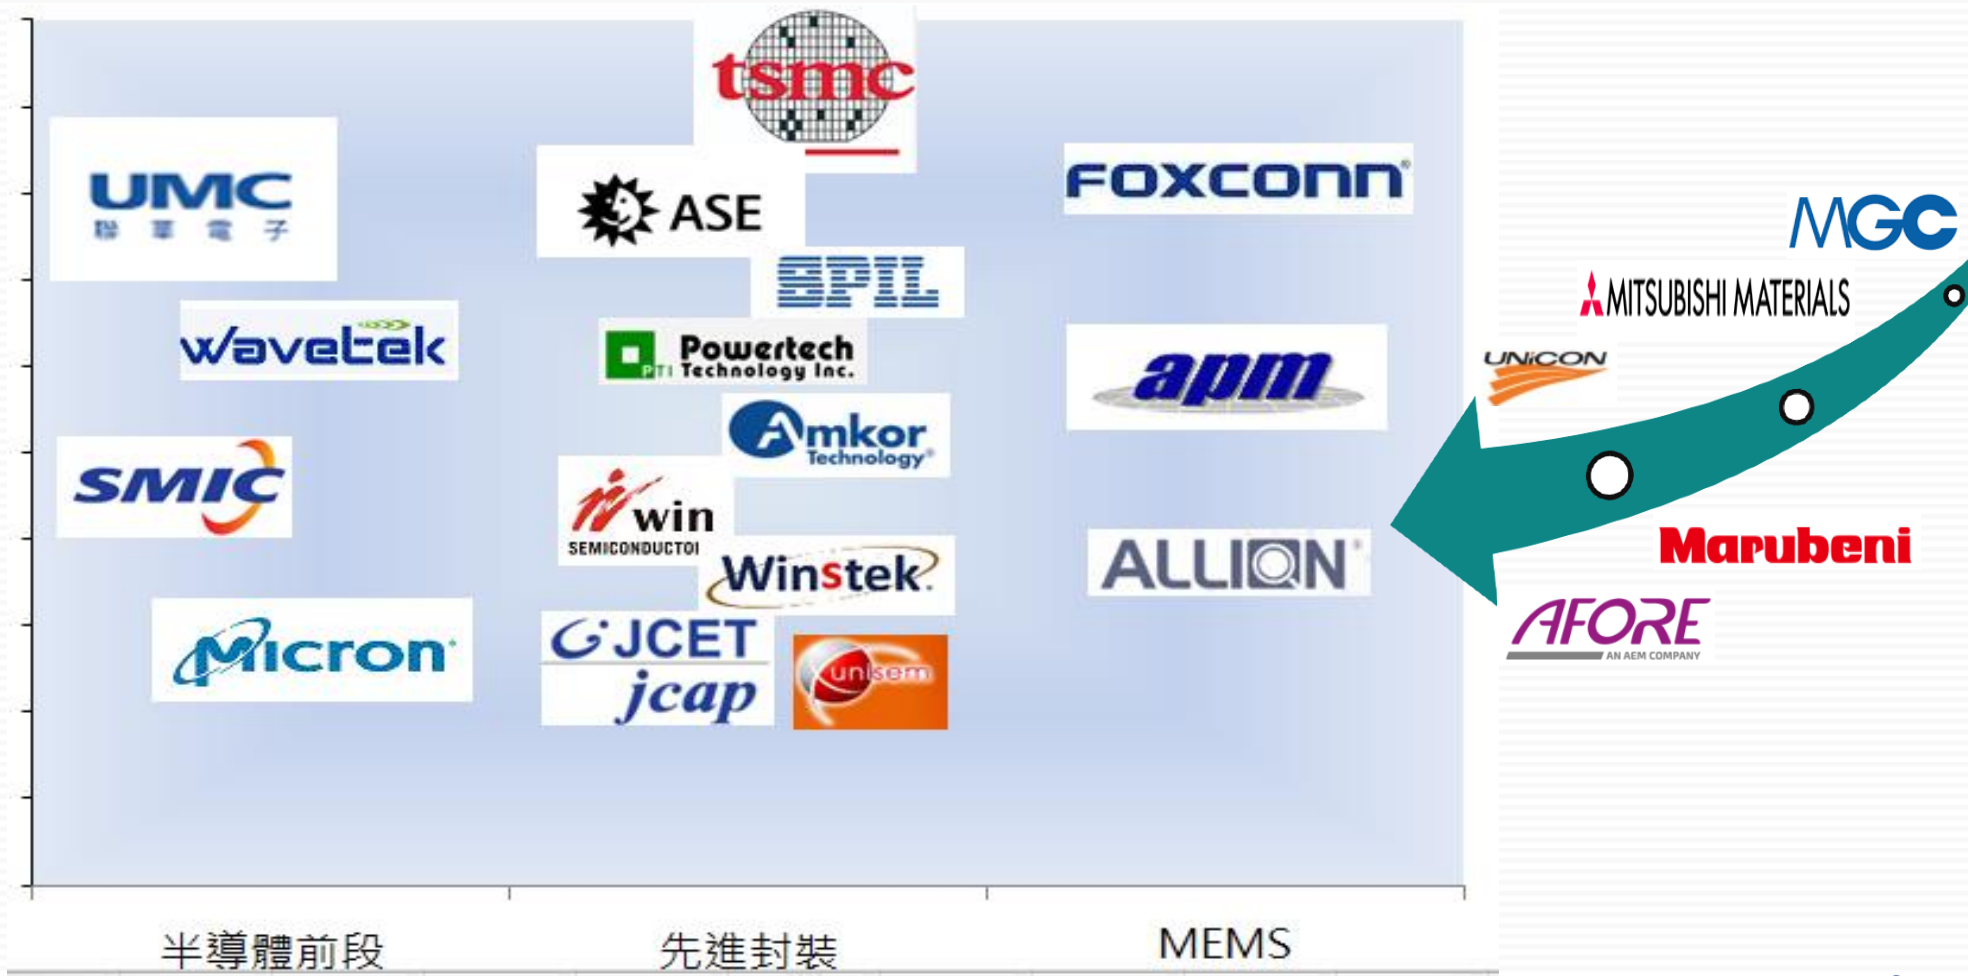 tsmc
UMC
聯華電子
ASE
FOXCONN®
MGC
SPIL
MITSUBISHI MATERIALS
wavetek
PTI Powertech
Technology Inc.
apm
UNiCON
Amkor
Technology®
SMIC
win
SEMICONDUCTO
Winstek
ALLION®
Marubeni
Micron
JCET
jcap
unisem
AFORE
AN AEM COMPANY
半導體前段
先進封裝
MEMS